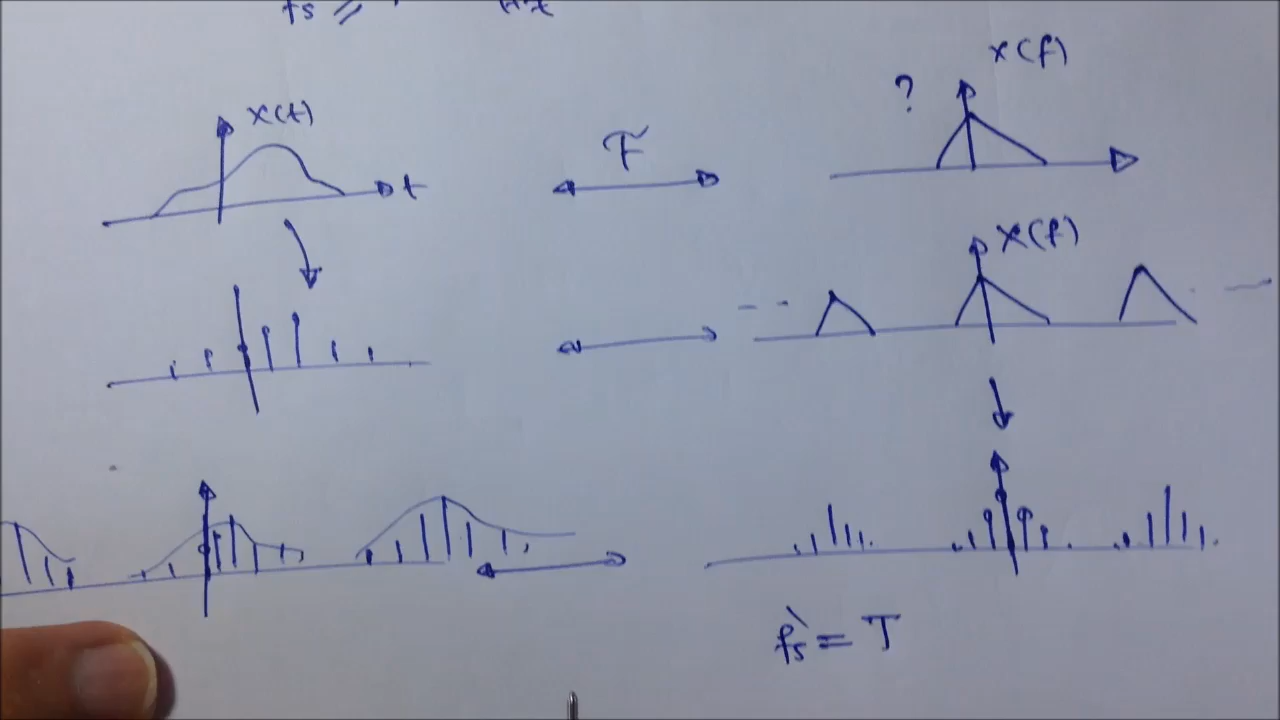 fs ⩾
x(f)
?
x(t)
F
t
x(f)
f̀s = T